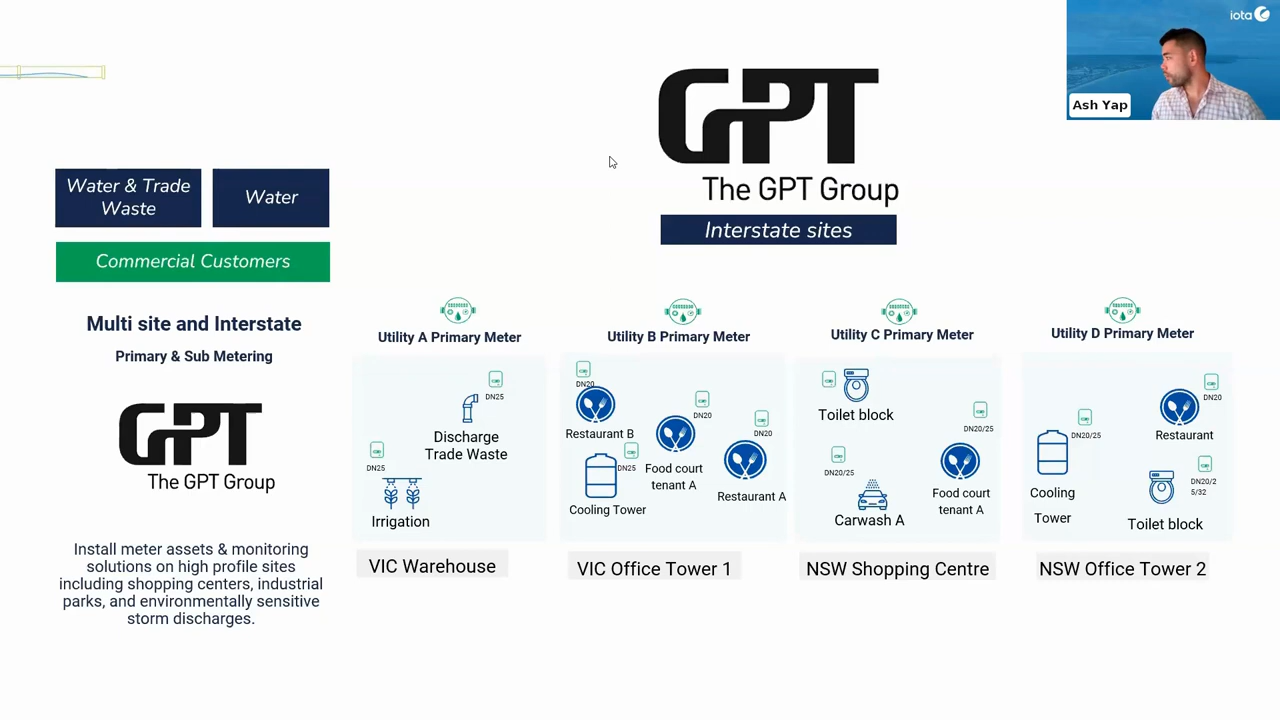 iota
Ash Yap
GPT
The GPT Group
Interstate sites
Water & Trade
Waste
Water
Commercial Customers
Multi site and Interstate
Primary & Sub Metering
GPT
The GPT Group
Install meter assets & monitoring
solutions on high profile sites
including shopping centers, industrial
parks, and environmentally sensitive
storm discharges.
Utility A Primary Meter
DN25
Discharge
Trade Waste
DN25
Irrigation
VIC Warehouse
Utility B Primary Meter
DN20
Restaurant B
DN20
Food court
tenant A
DN20
Restaurant A
DN25
Cooling Tower
VIC Office Tower 1
Utility C Primary Meter
Toilet block
DN20/25
Food court
tenant A
DN20/25
Carwash A
NSW Shopping Centre
Utility D Primary Meter
DN20
Restaurant
DN20/25
Cooling
Tower
DN20/2
5/32
Toilet block
NSW Office Tower 2